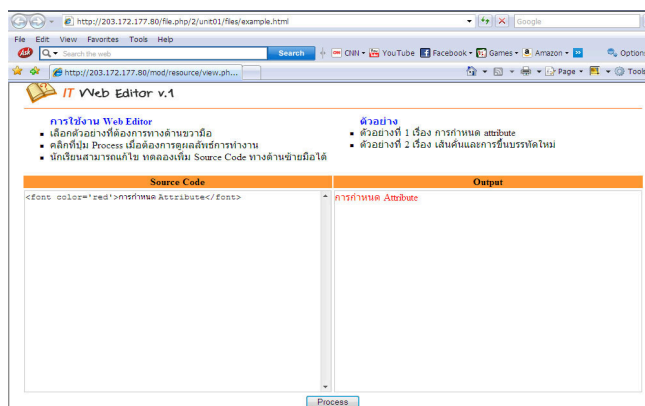 http://203.172.177.80/file.php/2/unit01/files/example.html
Google
File Edit View Favorites Tools Help
Ask Search the web Search CNN YouTube Facebook Games Amazon Option
http://203.172.177.80/mod/resource/view.ph... Page Tools
IT Web Editor v.1
การใช้งาน Web Editor
เลือกตัวอย่างที่ต้องการทางด้านขวามือ
คลิกที่ปุ่ม Process เมื่อต้องการดูผลลัพธ์การทำงาน
นักเรียนสามารถแก้ไข ทดลองเพิ่ม Source Code ทางด้านซ้ายมือได้
ตัวอย่าง
ตัวอย่างที่ 1 เรื่อง การกำหนด attribute
ตัวอย่างที่ 2 เรื่อง เส้นคั่นและการขึ้นบรรทัดใหม่
Source Code
<font color='red'>การกำหนด Attribute</font>
Output
การกำหนด Attribute
Process